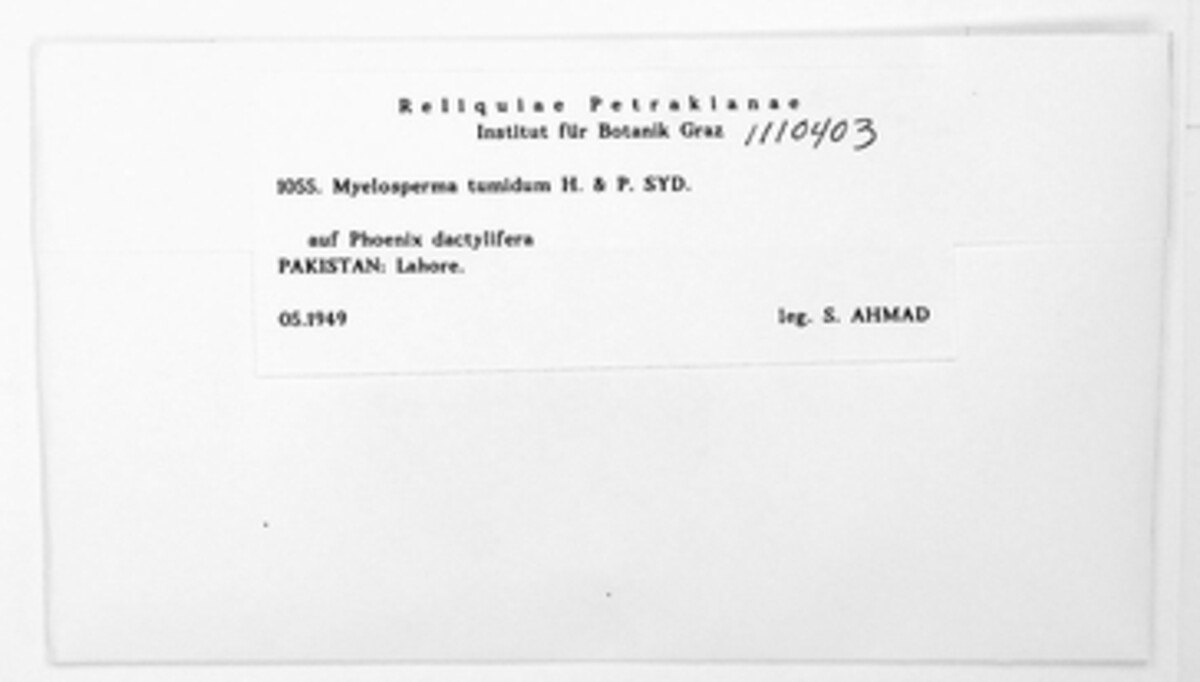 Reliquiae Petrakianae
Institut für Botanik Graz 1110403
1055. Myelosperma tumidum H. & P. SYD.
auf Phoenix dactylifera
PAKISTAN: Lahore.
05.1949 leg. S. AHMAD